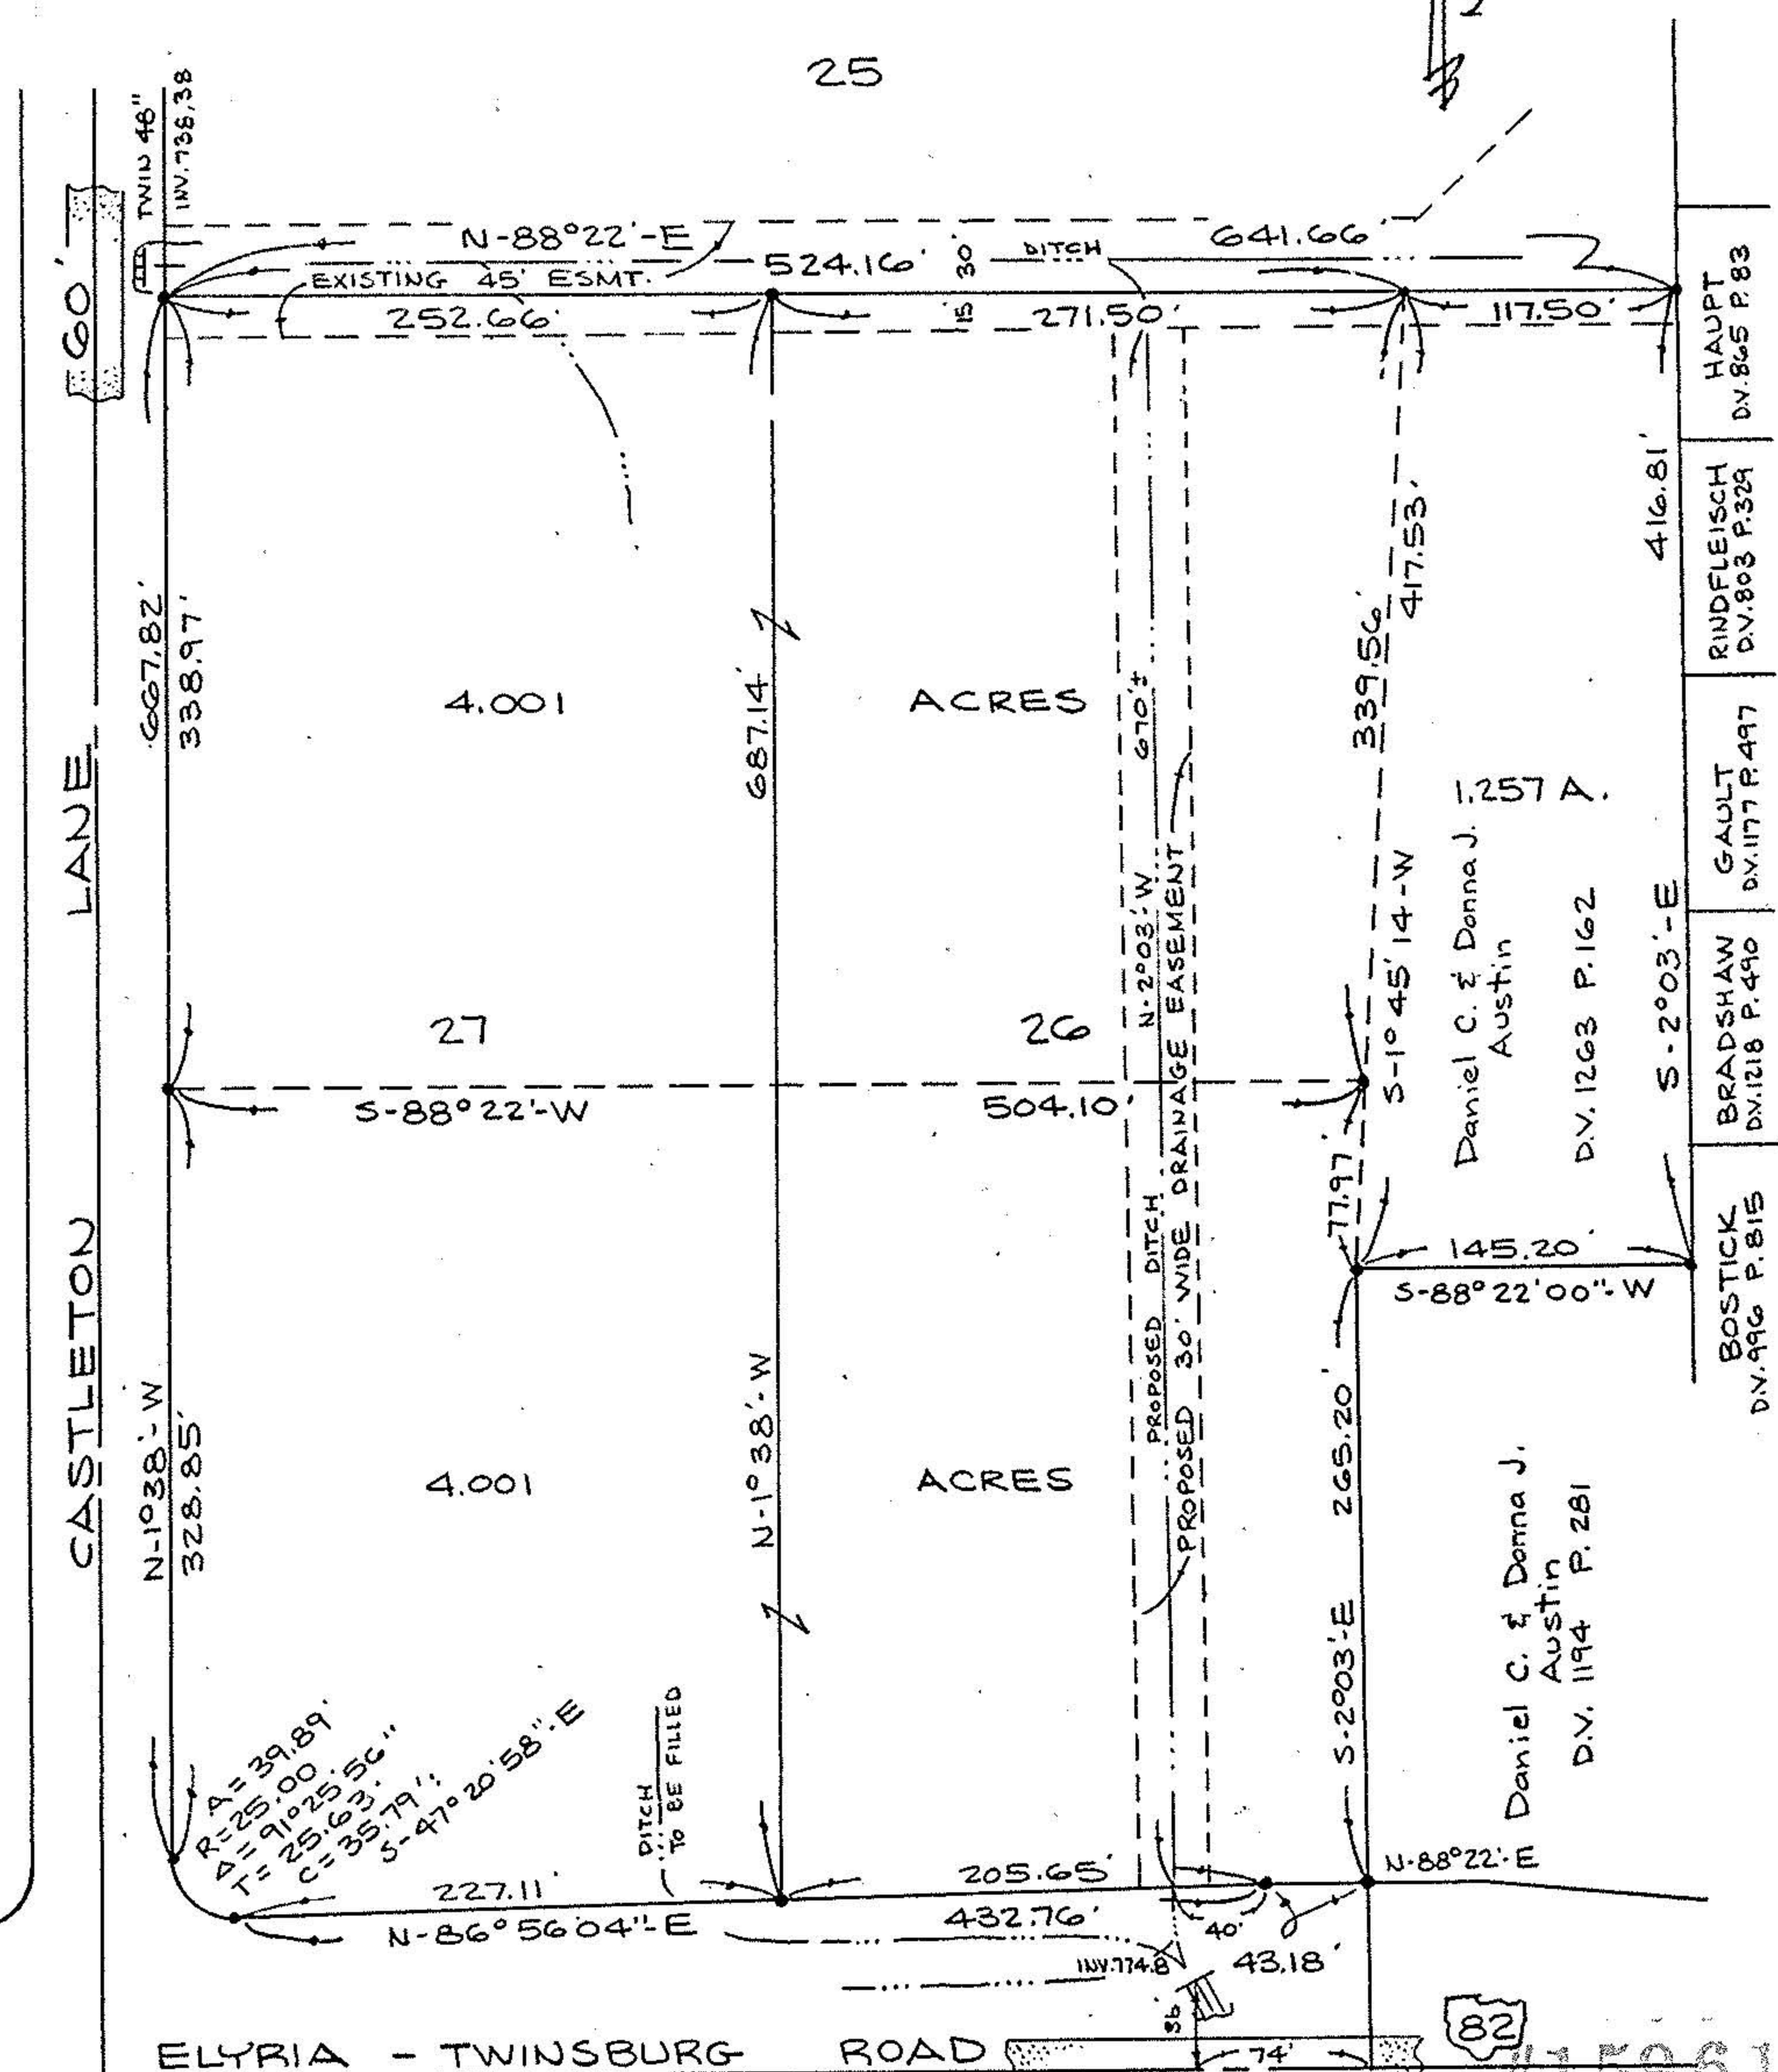 25
60'
TWIN 48"
INV. 738.38
N-88°22'-E
641.66'
EXISTING 45' ESMT.
524.16'
30'
DITCH
252.66'
15'
271.50'
117.50'
HAUPT
D.V. 865 P. 83
RINDFLEISCH
D.V. 803 P. 329
GAULT
D.V. 1177 P. 497
BRADSHAW
D.V. 1218 P. 490
BOSTICK
D.V. 996 P. 815
416.81'
S-2°03'-E
CASTLETON LANE
667.82'
338.97'
N-1°38'-W
328.85'
4.001 ACRES
687.14'
N-1°38'-W
670'±
N-2°03'-W
PROPOSED DITCH
PROPOSED 30' WIDE DRAINAGE EASEMENT
339.56'
417.53'
S-1°45'14-W
77.97'
1.257 A.
Daniel C. & Donna J.
Austin
D.V. 1263 P. 162
27
26
S-88°22'-W
504.10'
145.20'
S-88°22'00"-W
4.001 ACRES
265.20'
S-2°03'-E
Daniel C. & Donna J.
Austin
D.V. 1194 P. 281
A=39.89'
R=25.00
Δ=91°25'56"
T=25.63'
C=35.79'
S-47°20'58"-E
DITCH
TO BE FILLED
227.11'
205.65'
N-88°22'-E
N-86°56'04"-E
432.76'
40'
43.18'
INV. 774.8
36
ELYRIA - TWINSBURG ROAD
74'
82